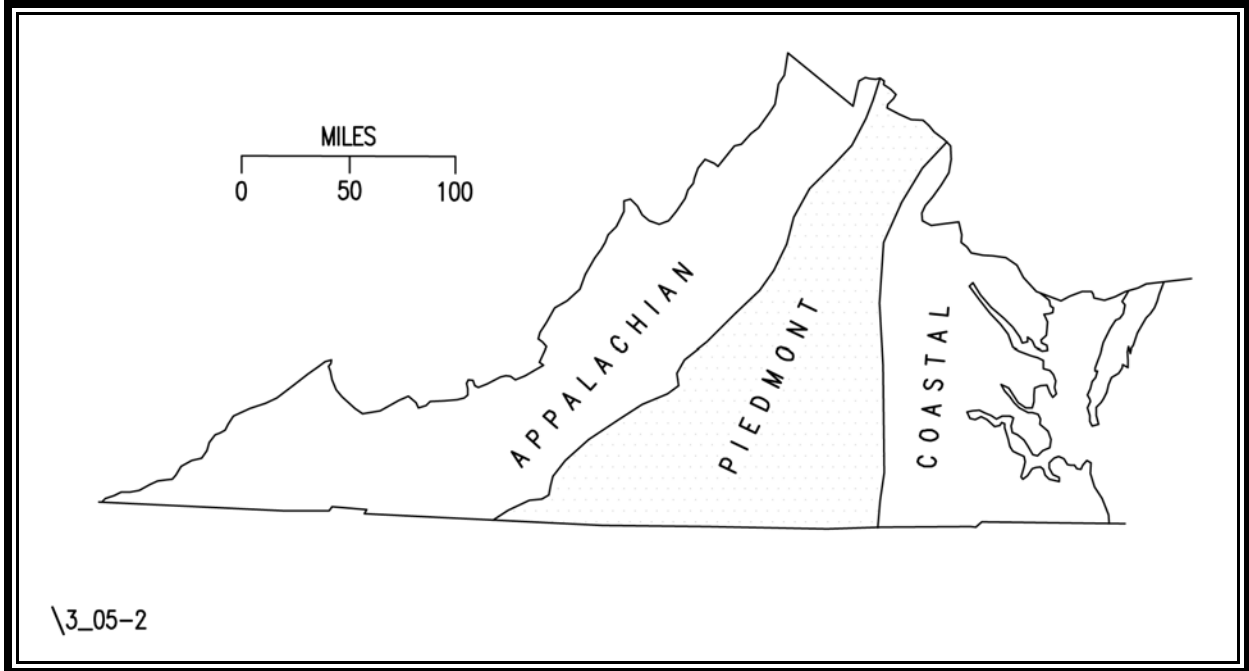 MILES
0 50 100
APPALACHIAN
PIEDMONT
COASTAL
\3_05-2